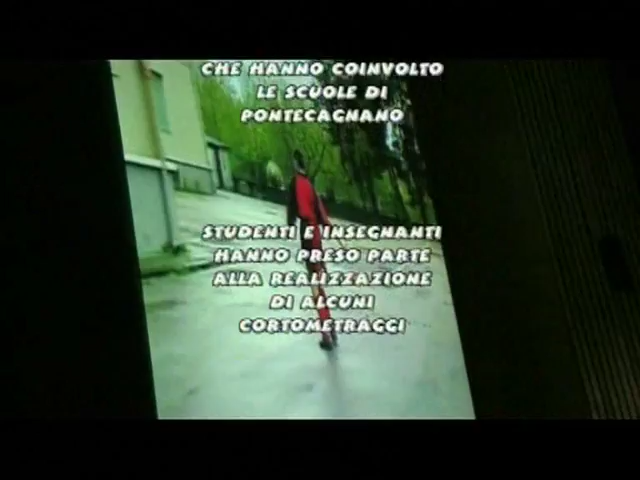 CHE HANNO COINVOLTO
LE SCUOLE DI
PONTECAGNANO
STUDENTI E INSEGNANTI
HANNO PRESO PARTE
ALLA REALIZZAZIONE
DI ALCUNI
CORTOMETRAGGI